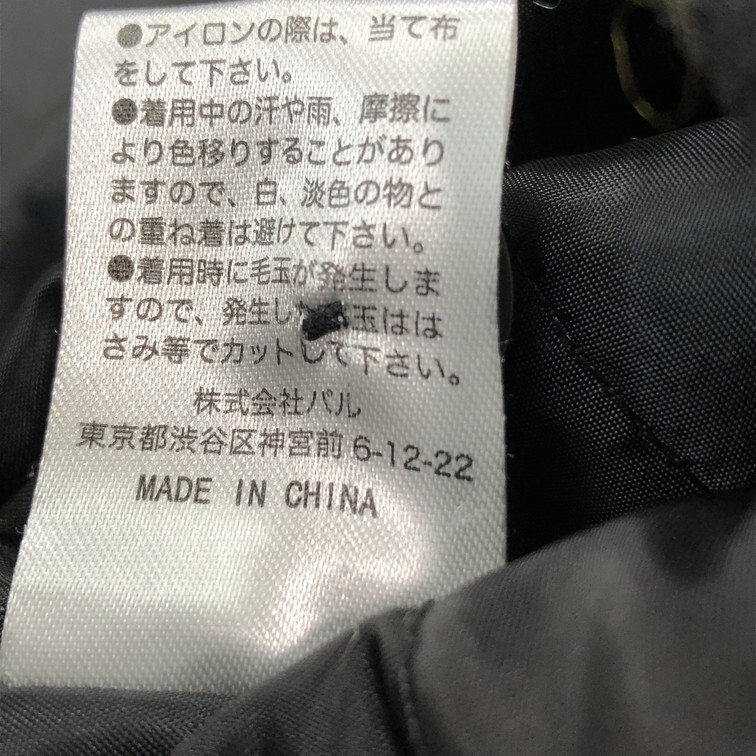 ●アイロンの際は、当て布
をして下さい。
●着用中の汗や雨、摩擦に
より色移りすることがあり
ますので、白、淡色の物と
の重ね着は避けて下さい。
●着用時に毛玉が発生しま
すので、発生し 玉はは
さみ等でカットして下さい。
株式会社パル
東京都渋谷区神宮前 6-12-22
MADE IN CHINA